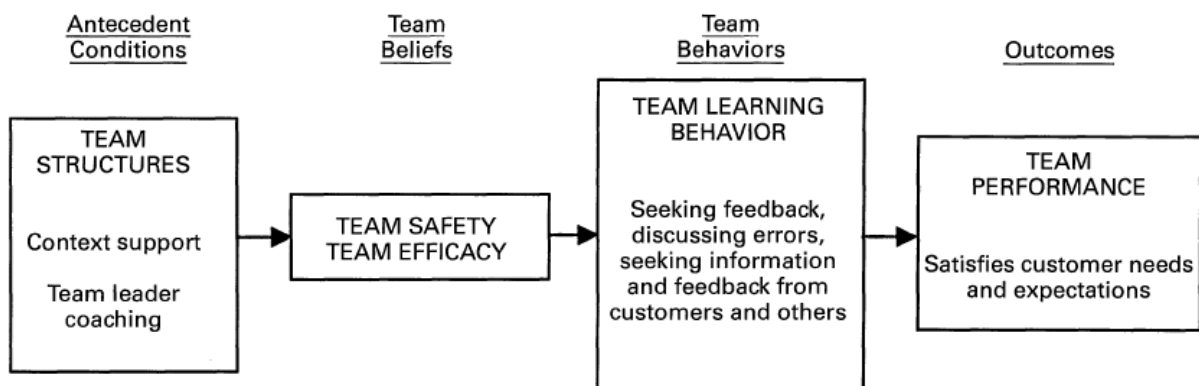 Antecedent
Conditions
Team
Beliefs
Team
Behaviors
Outcomes
TEAM
STRUCTURES
Context support
Team leader
coaching
TEAM SAFETY
TEAM EFFICACY
TEAM LEARNING
BEHAVIOR
Seeking feedback,
discussing errors,
seeking information
and feedback from
customers and others
TEAM
PERFORMANCE
Satisfies customer needs
and expectations